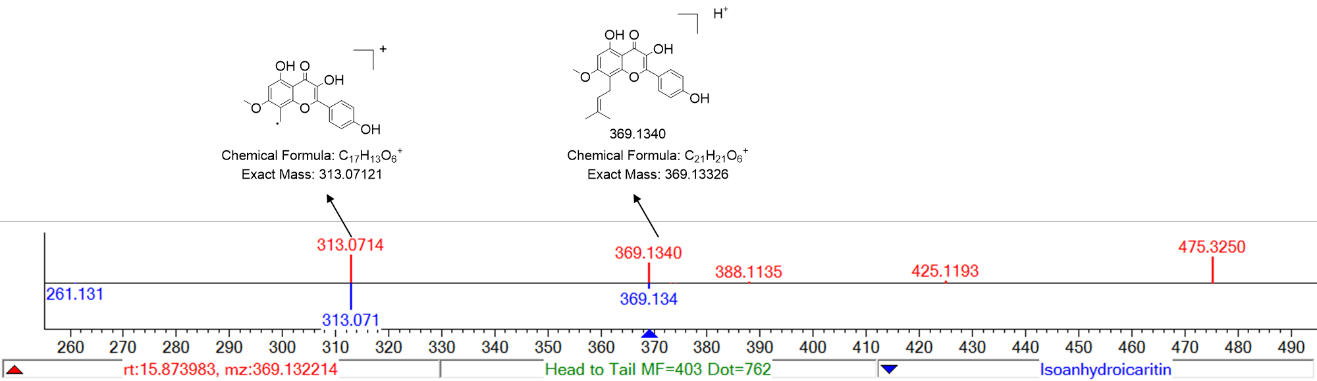 H+
OH O
OH
O
O
OH
+
OH O
OH
O
O
OH
369.1340
Chemical Formula: C17H13O6+
Exact Mass: 313.07121
Chemical Formula: C21H21O6+
Exact Mass: 369.13326
313.0714
369.1340
388.1135
425.1193
475.3250
261.131
313.071
369.134
260 270 280 290 300 310 320 330 340 350 360 370 380 390 400 410 420 430 440 450 460 470 480 490
rt:15.873983, mz:369.132214
Head to Tail MF=403 Dot=762
Isoanhydroicaritin